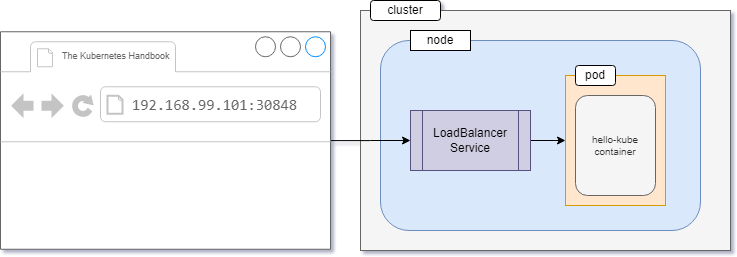 The Kubernetes Handbook
192.168.99.101:30848
cluster
node
LoadBalancer
Service
pod
hello-kube
container